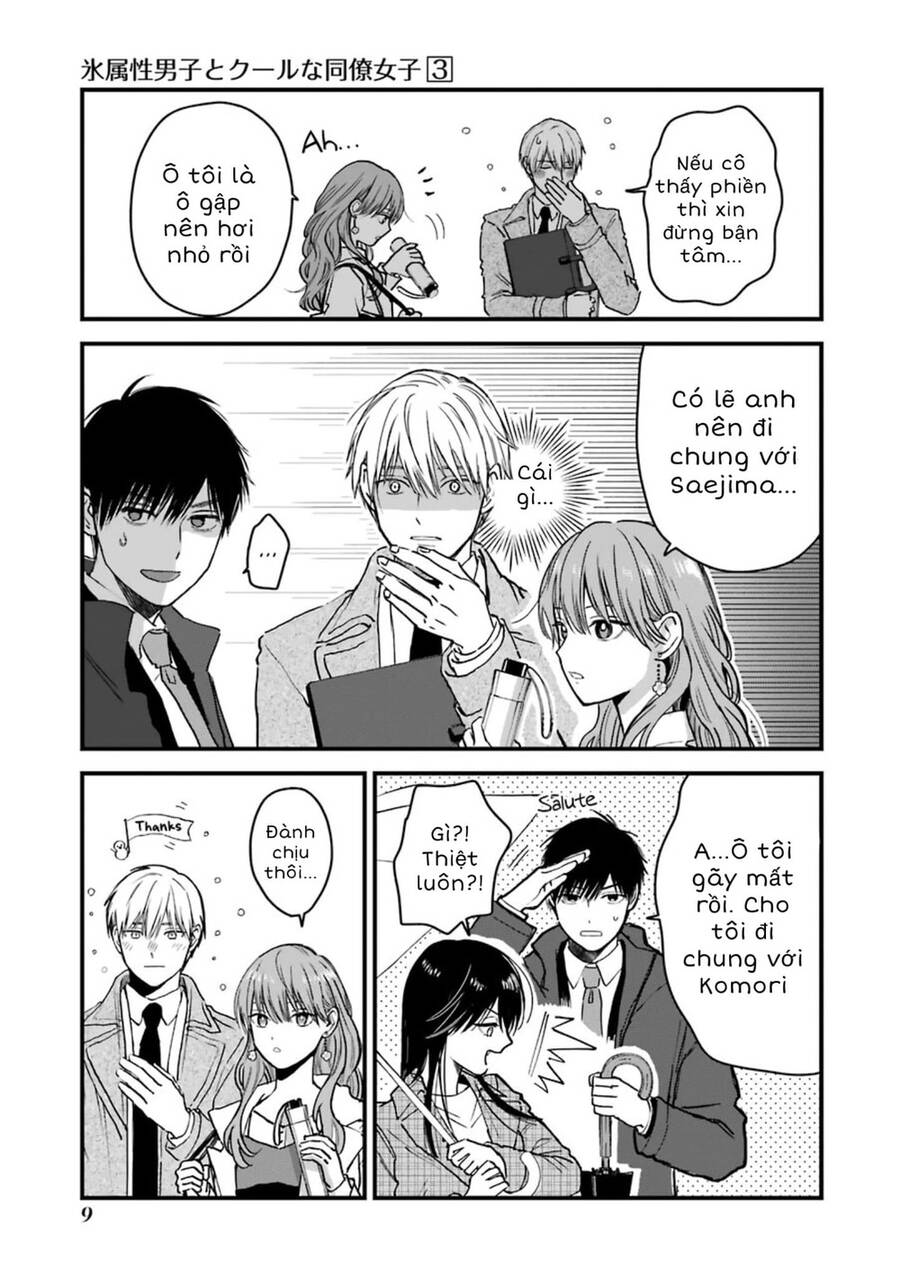 氷属性男子とクールな同僚女子 3
Nếu cô
thấy phiền
thì xin
đừng bận
tâm...
Ah...
Ô tôi là
ô gập
nên hơi
nhỏ rồi
Có lẽ anh
nên đi
chung với
Saejima...
Cái
gì...
...
A...Ô tôi
gãy mất
rồi. Cho
tôi đi
chung với
Komori
Salute
Gì?!
Thiệt
luôn?!
Đành
chịu
thôi...
Thanks
9